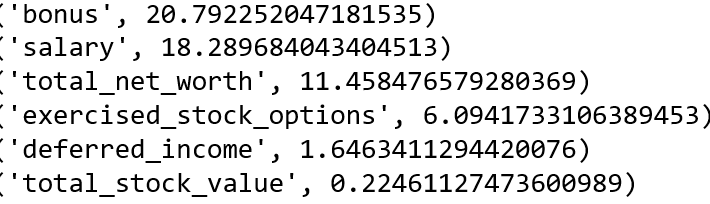 ('bonus', 20.792252047181535)
('salary', 18.289684043404513)
('total_net_worth', 11.458476579280369)
('exercised_stock_options', 6.0941733106389453)
('deferred_income', 1.6463411294420076)
('total_stock_value', 0.22461127473600989)